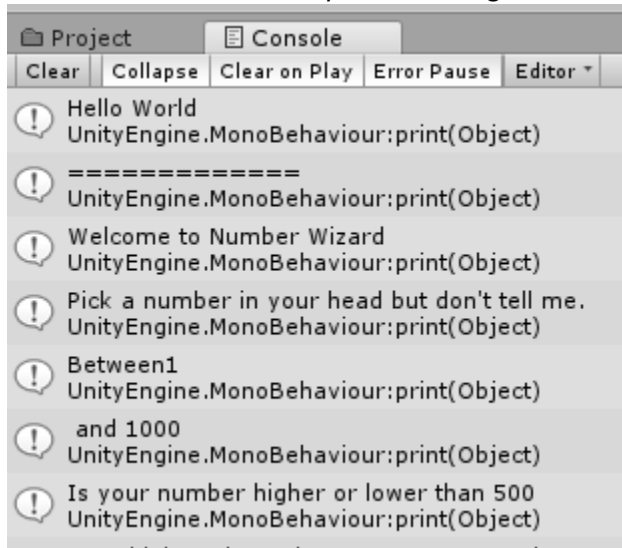 Project Console
Clear Collapse Clear on Play Error Pause Editor
Hello World
UnityEngine.MonoBehaviour:print(Object)
=============
UnityEngine.MonoBehaviour:print(Object)
Welcome to Number Wizard
UnityEngine.MonoBehaviour:print(Object)
Pick a number in your head but don't tell me.
UnityEngine.MonoBehaviour:print(Object)
Between1
UnityEngine.MonoBehaviour:print(Object)
and 1000
UnityEngine.MonoBehaviour:print(Object)
Is your number higher or lower than 500
UnityEngine.MonoBehaviour:print(Object)